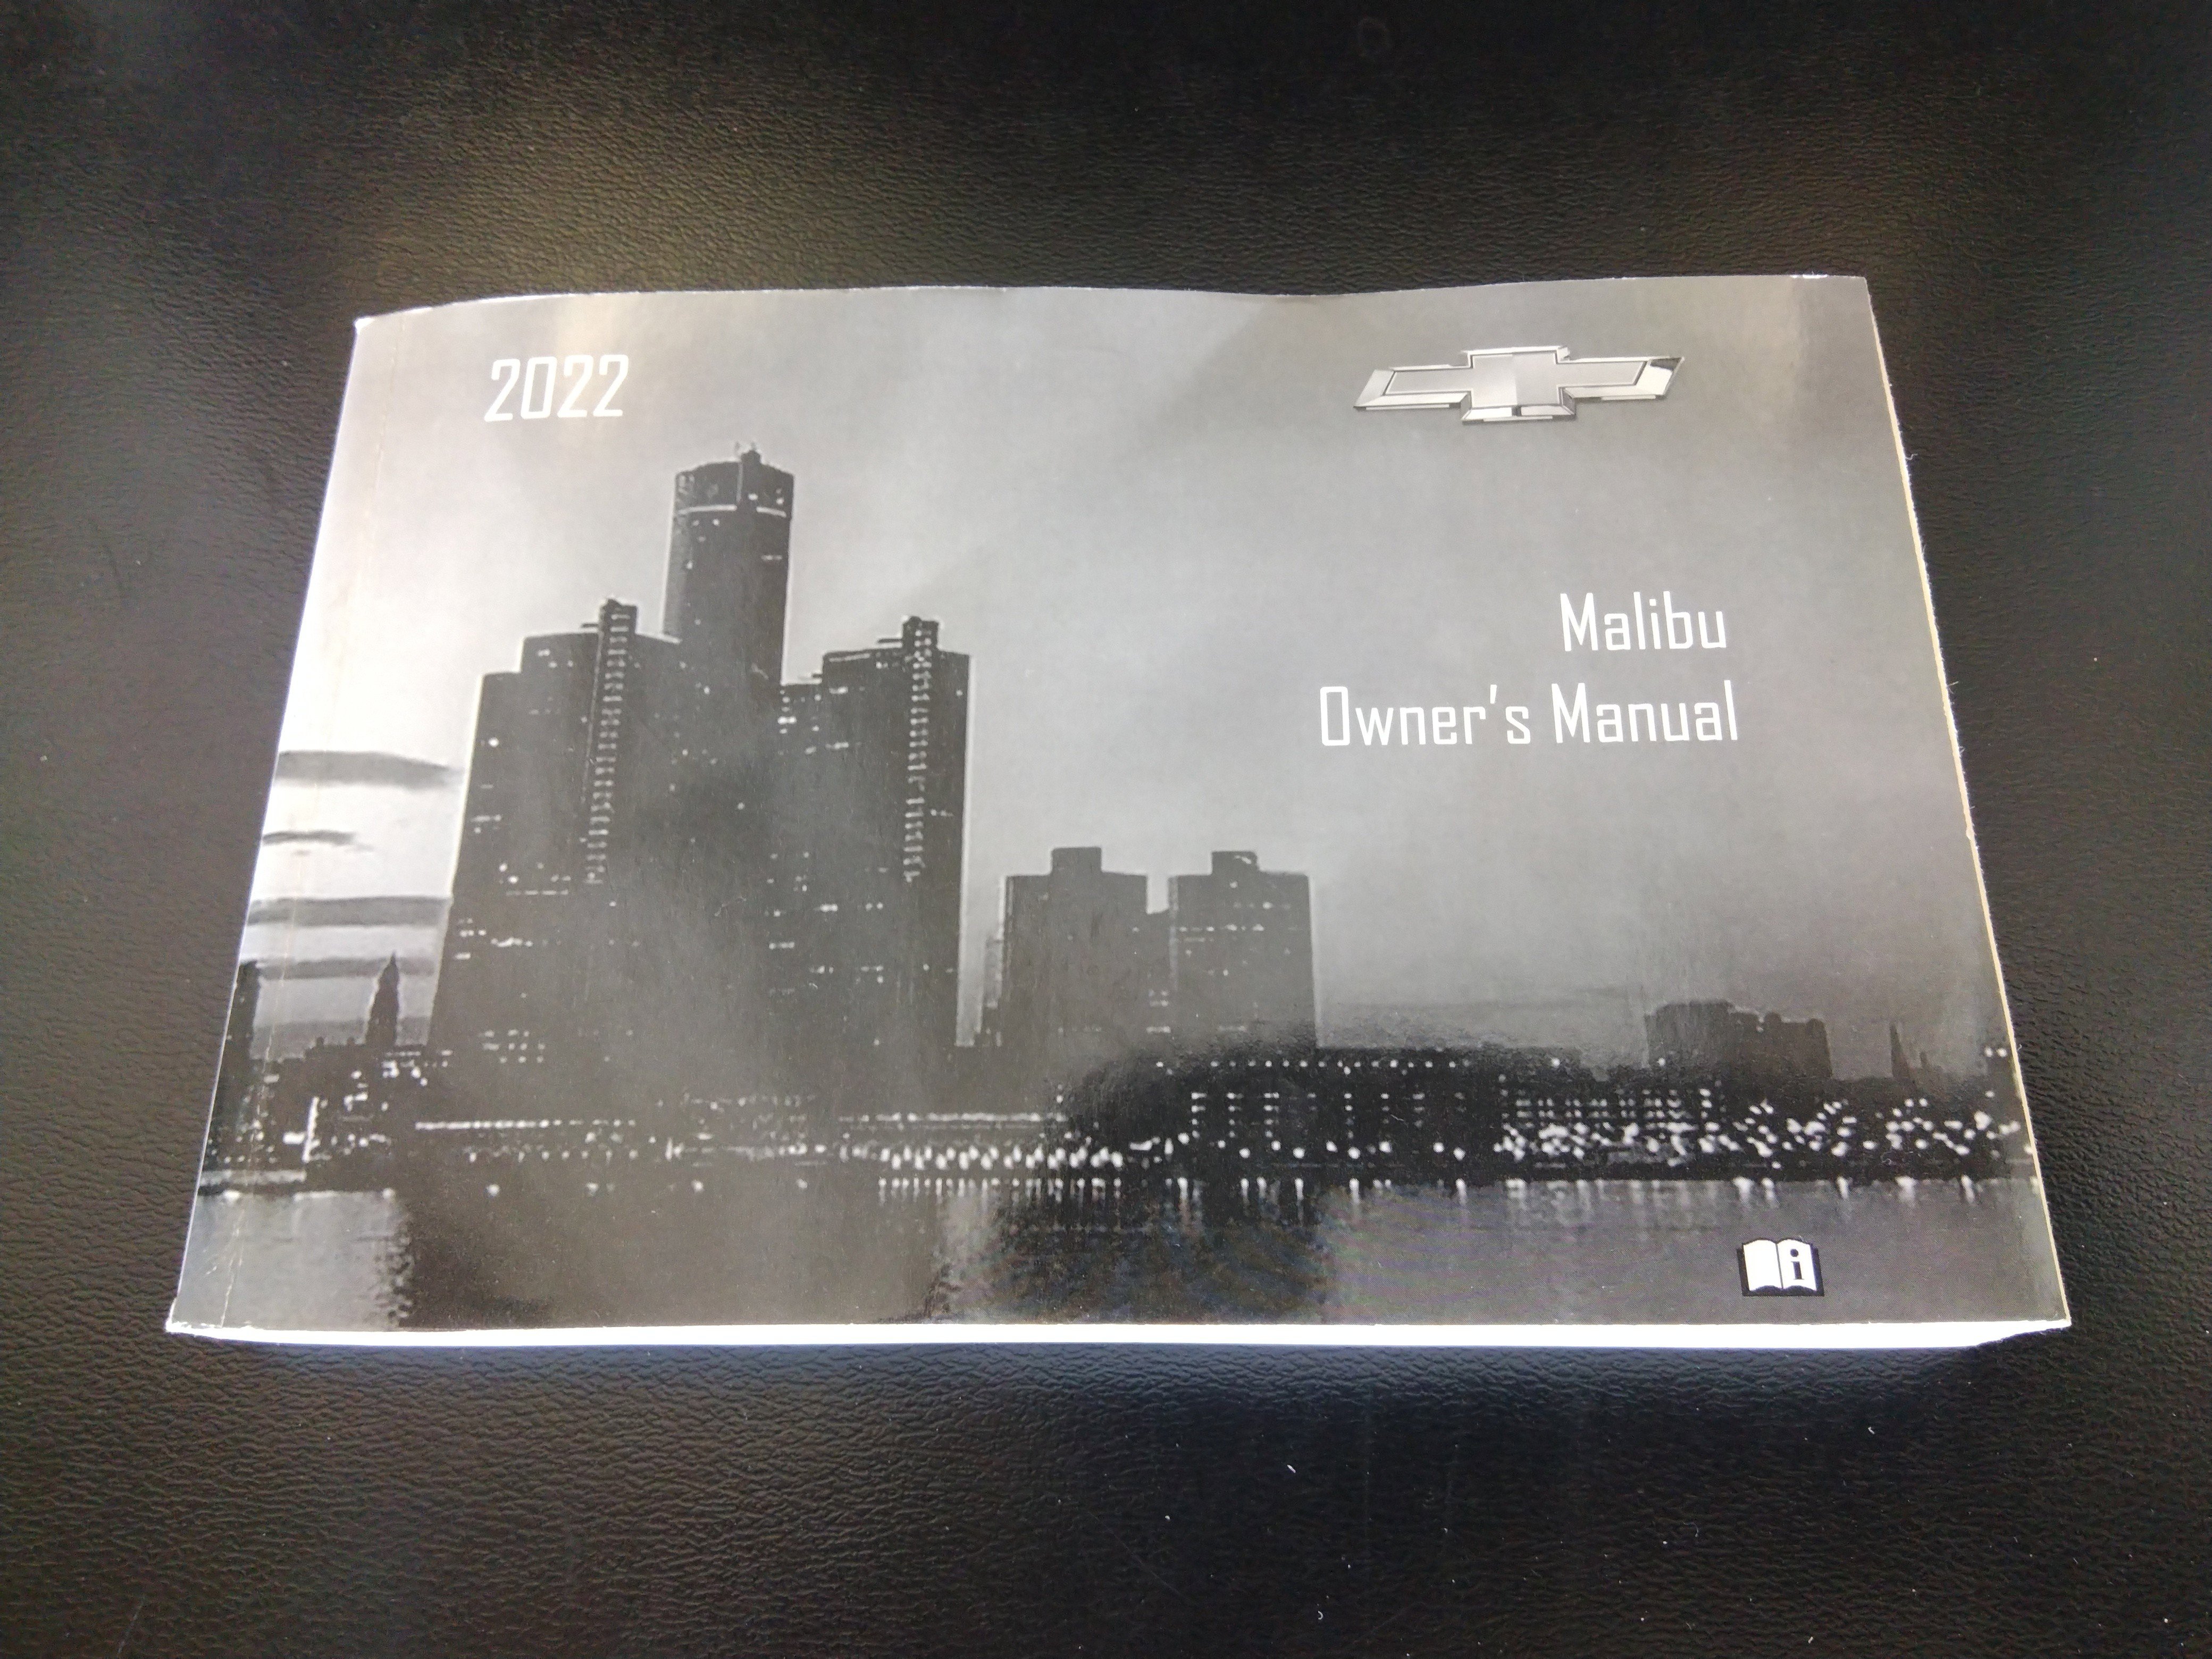 2022
Malibu
Owner's Manual
i